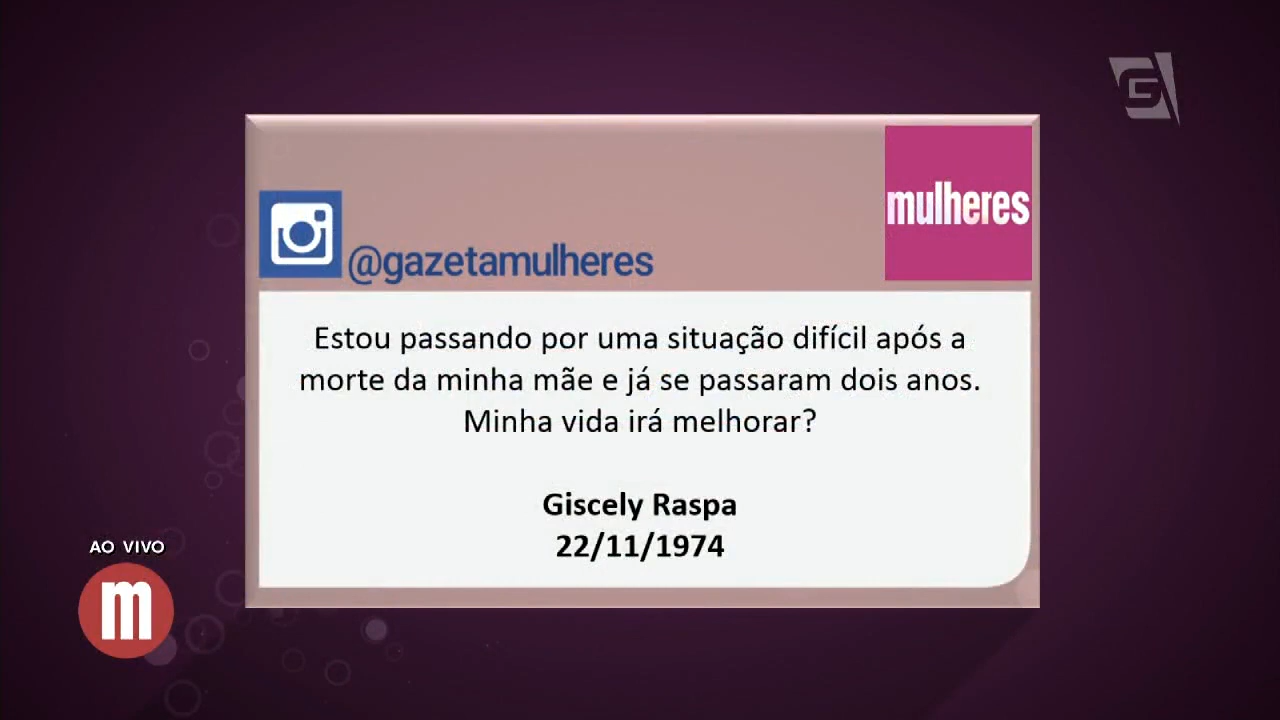 mulheres
@gazetamulheres
Estou passando por uma situação difícil após a
morte da minha mãe e já se passaram dois anos.
Minha vida irá melhorar?
Giscely Raspa
22/11/1974
AO VIVO
m
G